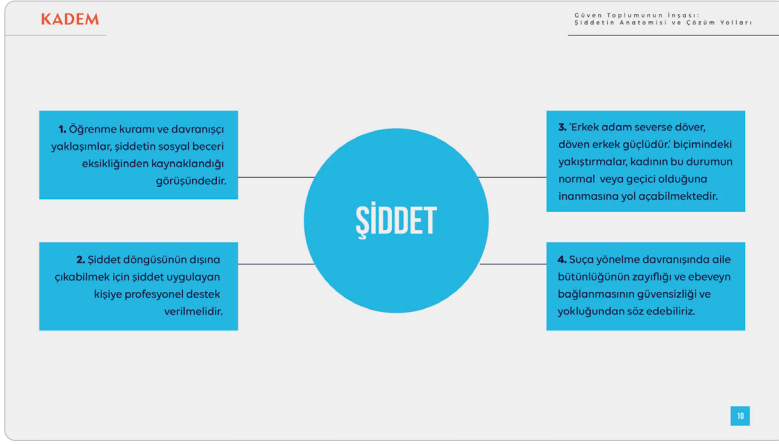 KADEM
Güven Toplumunun İnşası:
Şiddetin Anatomisi ve Çözüm Yolları
1. Öğrenme kuramı ve davranışçı
yaklaşımlar, şiddetin sosyal beceri
eksikliğinden kaynaklandığı
görüşündedir.
2. Şiddet döngüsünün dışına
çıkabilmek için şiddet uygulayan
kişiye profesyonel destek
verilmelidir.
ŞİDDET
3. 'Erkek adam severse döver,
döven erkek güçlüdür.' biçimindeki
yakıştırmalar, kadının bu durumun
normal veya geçici olduğuna
inanmasına yol açabilmektedir.
4. Suça yönelme davranışında aile
bütünlüğünün zayıflığı ve ebeveyn
bağlanmasının güvensizliği ve
yokluğundan söz edebiliriz.
10